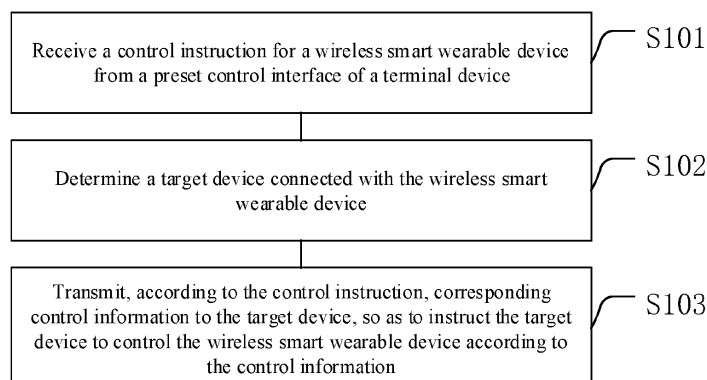 Receive a control instruction for a wireless smart wearable device
from a preset control interface of a terminal device
S101
Determine a target device connected with the wireless smart
wearable device
S102
Transmit, according to the control instruction, corresponding
control information to the target device, so as to instruct the target
device to control the wireless smart wearable device according to
the control information
S103